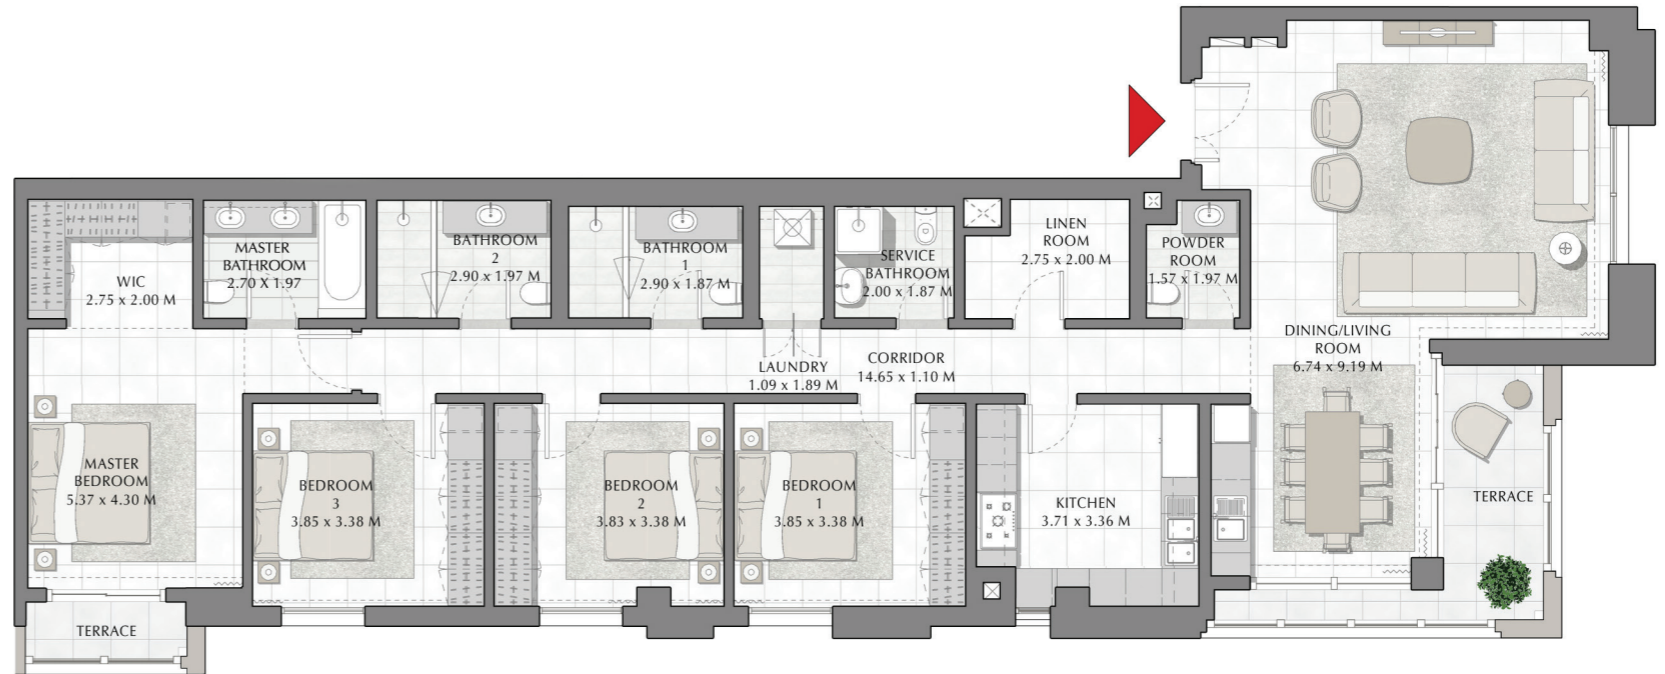 WIC
2.75 x 2.00 M
MASTER
BATHROOM
2.70 X 1.97
BATHROOM
2
2.90 x 1.97 M
BATHROOM
1
2.90 x 1.87 M
LAUNDRY
1.09 x 1.89 M
SERVICE
BATHROOM
2.00 x 1.87 M
CORRIDOR
14.65 x 1.10 M
LINEN
ROOM
2.75 x 2.00 M
POWDER
ROOM
1.57 x 1.97 M
DINING/LIVING
ROOM
6.74 x 9.19 M
MASTER
BEDROOM
5.37 x 4.30 M
BEDROOM
3
3.85 x 3.38 M
BEDROOM
2
3.83 x 3.38 M
BEDROOM
1
3.85 x 3.38 M
KITCHEN
3.71 x 3.36 M
TERRACE
TERRACE